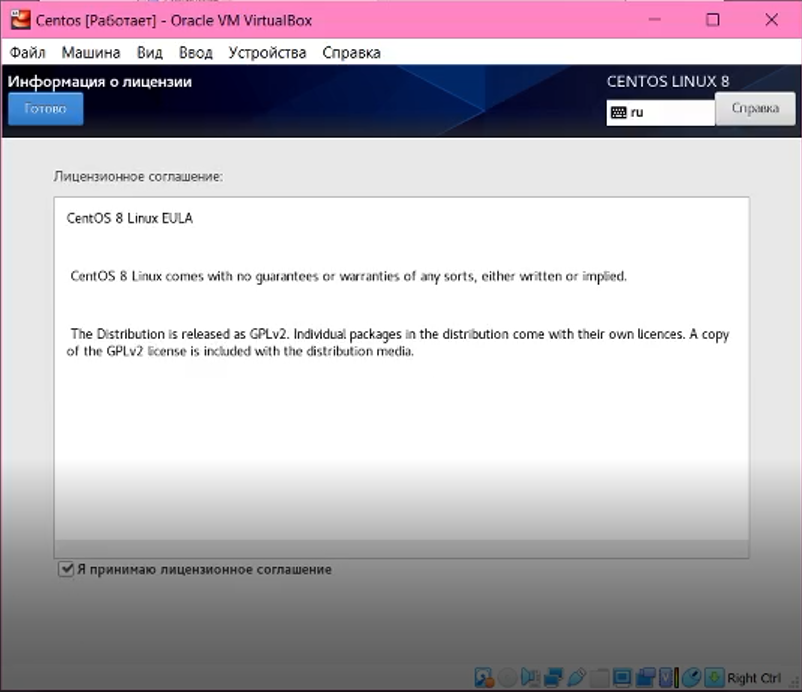 Centos [Работает] - Oracle VM VirtualBox
Файл Машина Вид Ввод Устройства Справка
Информация о лицензии
CENTOS LINUX 8
Готово
ru
Справка
Лицензионное соглашение:
CentOS 8 Linux EULA
CentOS 8 Linux comes with no guarantees or warranties of any sorts, either written or implied.
The Distribution is released as GPLv2. Individual packages in the distribution come with their own licences. A copy
of the GPLv2 license is included with the distribution media.
Я принимаю лицензионное соглашение
Right Ctrl